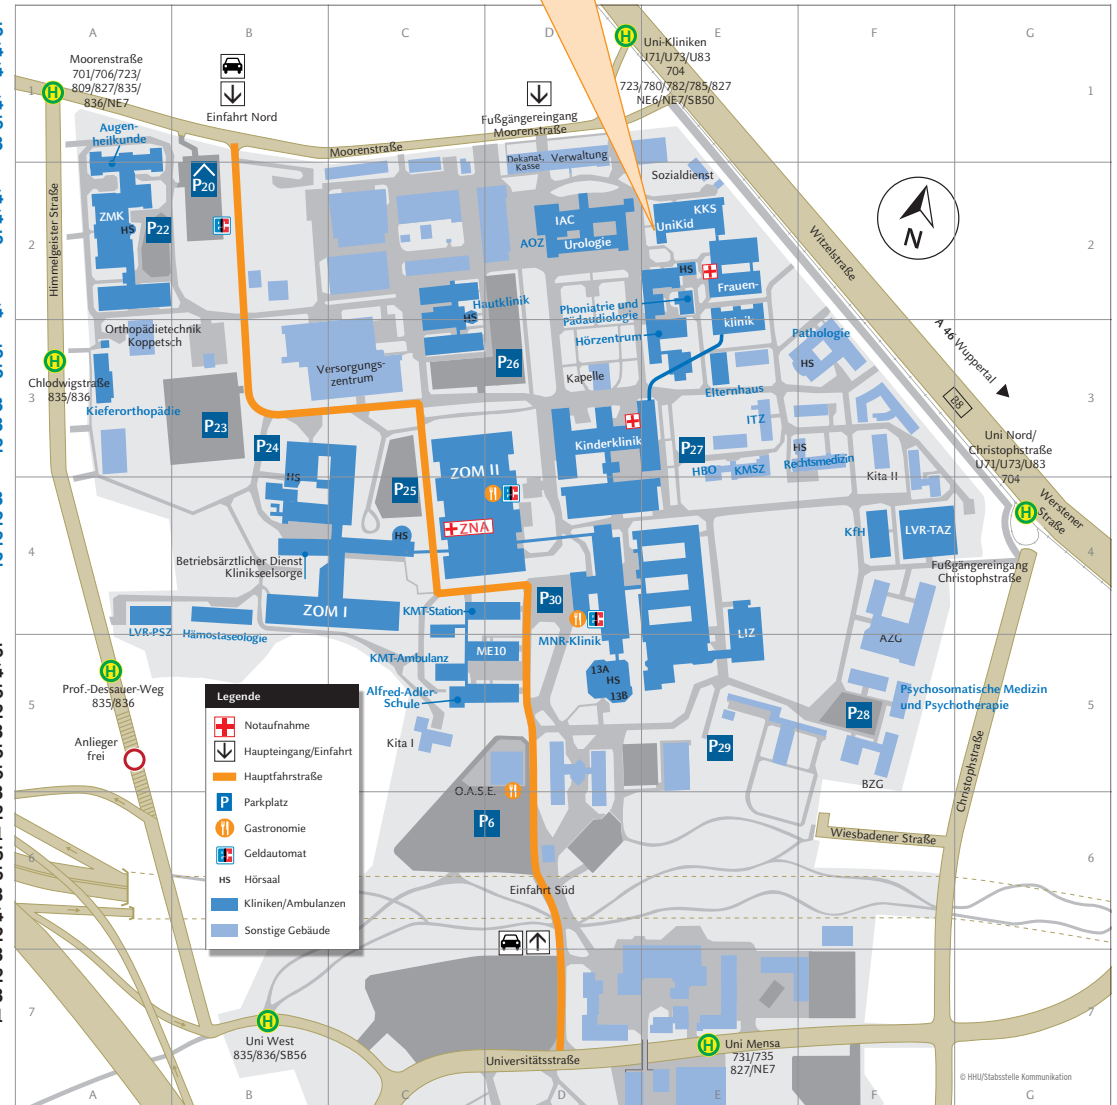 A
B
C
D
E
F
G
Moorenstraße
701/706/723/
809/827/835/
836/NE7
Einfahrt Nord
Fußgängereingang
Moorenstraße
Uni-Kliniken
U71/U73/U83
704
723/780/782/785/827
NE6/NE7/SB50
H
H
1
1
Augen-
heilkunde
Moorenstraße
Dekanat,
Kasse
Verwaltung
Sozialdienst
P20
Himmelgeister Straße
ZMK
HS
P22
IAC
AOZ
Urologie
KKS
UniKid
N
Witzelstraße
2
2
HS
Frauen-
klinik
Phoniatrie und
Pädaudiologie
Hörzentrum
Hautklinik
HS
Orthopädietechnik
Koppetsch
Versorgungs-
zentrum
P26
Kapelle
Pathologie
HS
A 46 Wuppertal
B8
H
Chlodwigstraße
835/836
Kieferorthopädie
3
3
Elternhaus
ITZ
P23
P24
P27
Kinderklinik
HBO
KMSZ
HS
Rechtsmedizin
Kita II
Uni Nord/
Christophstraße
U71/U73/U83
704
H
Werstener
Straße
HS
P25
ZOM II
ZNA
HS
KfH
LVR-TAZ
4
4
Betriebsärztlicher Dienst
Klinikseelsorge
Fußgängereingang
Christophstraße
ZOM I
KMT-Station
P30
MNR-Klinik
LIZ
LVR-PSZ
Hämostaseologie
ME10
AZG
H
Prof.-Dessauer-Weg
835/836
KMT-Ambulanz
13A
HS
13B
Alfred-Adler-
Schule
Psychosomatische Medizin
und Psychotherapie
5
5
Anlieger
frei
Kita I
P28
P29
O.A.S.E.
BZG
Christophstraße
P6
Wiesbadener Straße
Legende
Notaufnahme
Haupteingang/Einfahrt
Hauptfahrstraße
P Parkplatz
Gastronomie
Geldautomat
HS Hörsaal
Kliniken/Ambulanzen
Sonstige Gebäude
6
6
Einfahrt Süd
7
7
H
Uni West
835/836/SB56
Universitätsstraße
H
Uni Mensa
731/735
827/NE7
© HHU/Stabsstelle Kommunikation
A
B
C
D
E
F
G